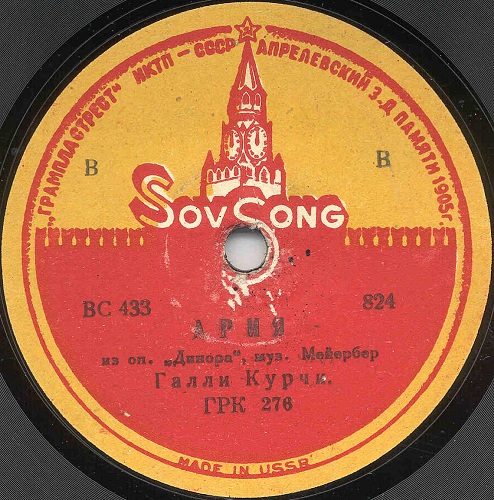 „ГРАМПЛАСТРЕСТ" НКТП – СССР АПРЕЛЕВСКИЙ З-Д ПАМЯТИ 1905г.
В В
SovSong
ВС 433 824
АРИЯ
из оп. „Динора", муз. Мейербер
Галли Курчи.
ГРК 276
MADE IN USSR